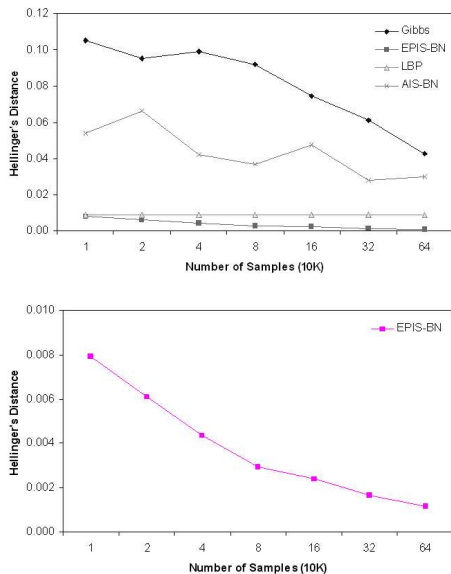 0.12
0.10
0.08
0.06
0.04
0.02
0.00
Hellinger's Distance
Gibbs
EPIS-BN
LBP
AIS-BN
1 2 4 8 16 32 64
Number of Samples (10K)
0.010
0.008
0.006
0.004
0.002
0.000
Hellinger's Distance
EPIS-BN
1 2 4 8 16 32 64
Number of Samples (10K)